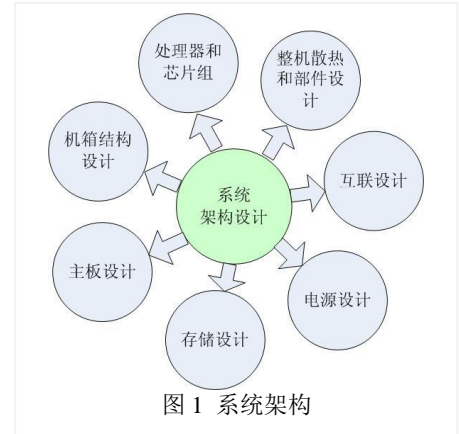 处理器和
芯片组
整机散热
和部件设
计
机箱结构
设计
互联设计
系统
架构设计
主板设计
电源设计
存储设计
图 1 系统架构